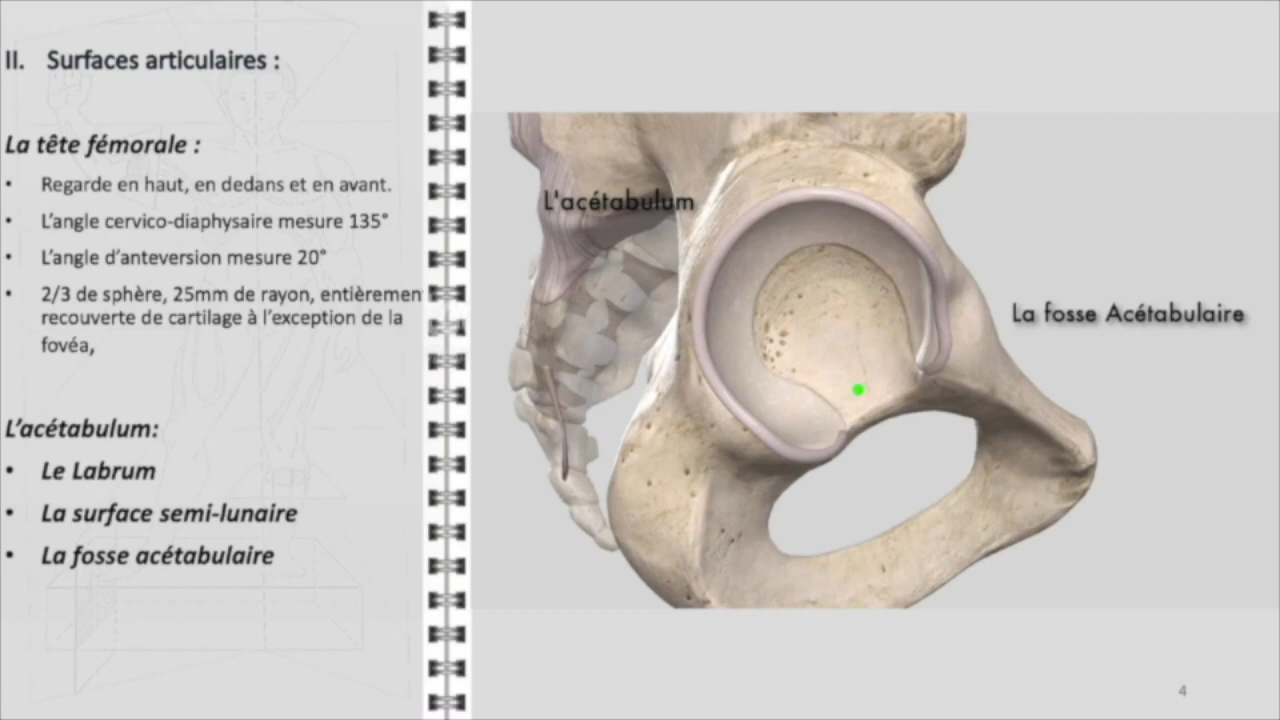 II. Surfaces articulaires :
La tête fémorale :
• Regarde en haut, en dedans et en avant.
• L'angle cervico-diaphysaire mesure 135°
• L'angle d'anteversion mesure 20°
• 2/3 de sphère, 25mm de rayon, entièremen
recouverte de cartilage à l'exception de la
fovéa,
L'acétabulum:
• Le Labrum
• La surface semi-lunaire
• La fosse acétabulaire
L'acétabulum
La fosse Acétabulaire
4